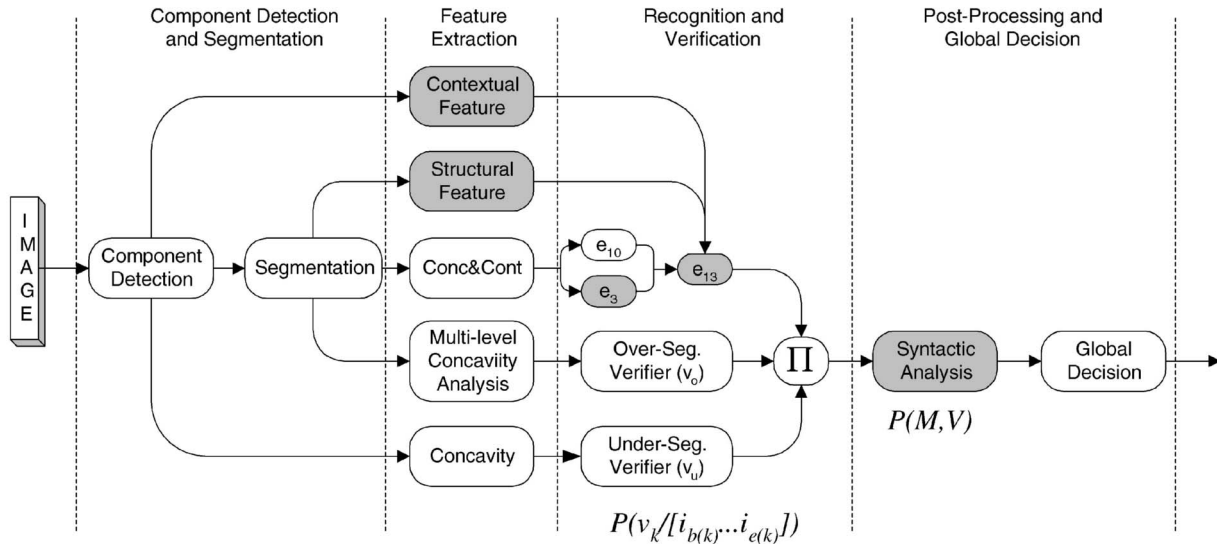 Component Detection
and Segmentation
Feature
Extraction
Recognition and
Verification
Post-Processing and
Global Decision
Contextual
Feature
Structural
Feature
IMAGE
Component
Detection
Segmentation
Conc&Cont
e10
e3
e13
Multi-level
Concaviity
Analysis
Over-Seg.
Verifier (vo)
Π
Syntactic
Analysis
Global
Decision
P(M,V)
Concavity
Under-Seg.
Verifier (vu)
P(vk/[ib(k)...ie(k)])